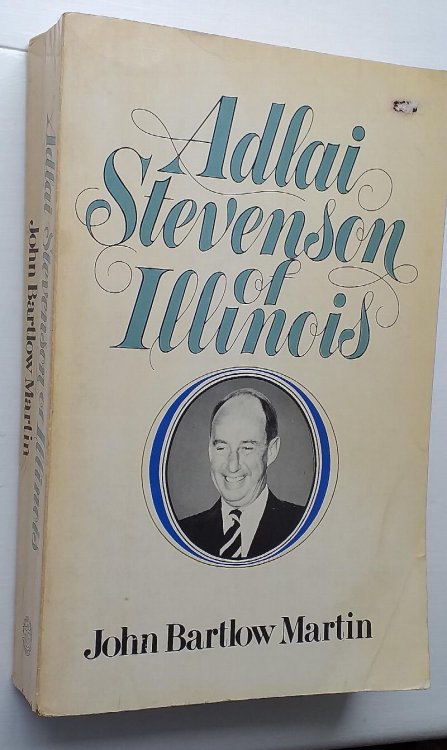 Adlai
Stevenson
of
Illinois
John Bartlow Martin
Adlai Stevenson of Illinois
John Bartlow Martin